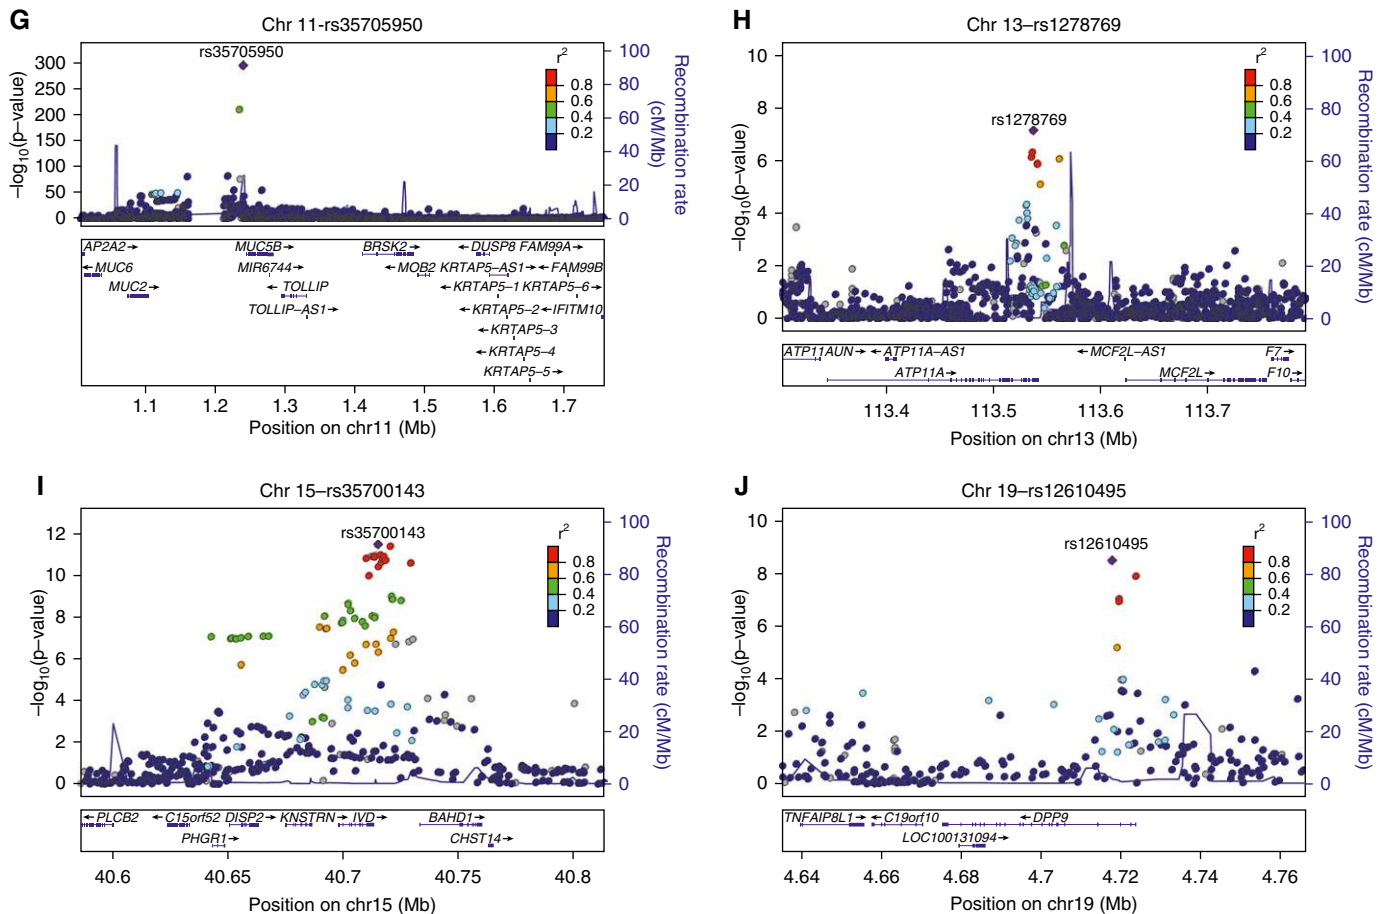 G
Chr 11-rs35705950
rs35705950
r2
0.8
0.6
0.4
0.2
300
250
200
150
100
50
0
–log10(p–value)
100
80
60
40
20
0
Recombination rate
(cM/Mb)
AP2A2→ MUC5B→ BRSK2→ ←DUSP8 FAM99A→
←MUC6 MIR6744→ ←MOB2 KRTAP5–AS1→ ←FAM99B
MUC2→ ←TOLLIP ←KRTAP5–1 KRTAP5–6→
TOLLIP–AS1→ ←KRTAP5–2 ←IFITM10
←KRTAP5–3
←KRTAP5–4
KRTAP5–5→
1.1 1.2 1.3 1.4 1.5 1.6 1.7
Position on chr11 (Mb)
H
Chr 13–rs1278769
rs1278769
r2
0.8
0.6
0.4
0.2
10
8
6
4
2
0
–log10(p–value)
100
80
60
40
20
0
Recombination rate (cM/Mb)
ATP11AUN→ ←ATP11A–AS1 ←MCF2L–AS1 F7→
ATP11A→ MCF2L→ F10→
113.4 113.5 113.6 113.7
Position on chr13 (Mb)
I
Chr 15–rs35700143
rs35700143
r2
0.8
0.6
0.4
0.2
12
10
8
6
4
2
0
–log10(p–value)
100
80
60
40
20
0
Recombination rate (cM/Mb)
←PLCB2 ←C15orf52 DISP2→ KNSTRN→ IVD→ BAHD1→
PHGR1→ CHST14→
40.6 40.65 40.7 40.75 40.8
Position on chr15 (Mb)
J
Chr 19–rs12610495
rs12610495
r2
0.8
0.6
0.4
0.2
10
8
6
4
2
0
–log10(p–value)
100
80
60
40
20
0
Recombination rate (cM/Mb)
TNFAIP8L1→ ←C19orf10 ←DPP9
LOC100131094→
4.64 4.66 4.68 4.7 4.72 4.74 4.76
Position on chr19 (Mb)